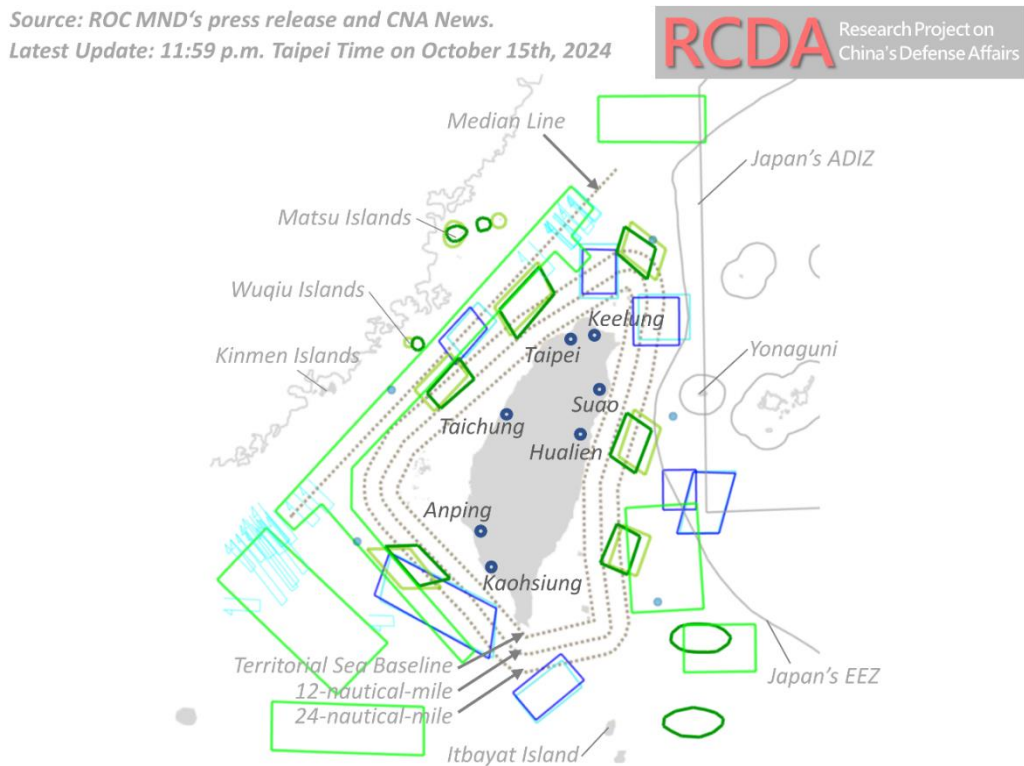 Source: ROC MND‘s press release and CNA News.
Latest Update: 11:59 p.m. Taipei Time on October 15th, 2024
RCDA
Research Project on
China's Defense Affairs
Median Line
Japan’s ADIZ
Matsu Islands
Wuqiu Islands
Keelung
Kinmen Islands
Taipei
Yonaguni
Suao
Taichung
Hualien
Anping
Kaohsiung
Territorial Sea Baseline
12-nautical-mile
24-nautical-mile
Japan’s EEZ
Itbayat Island